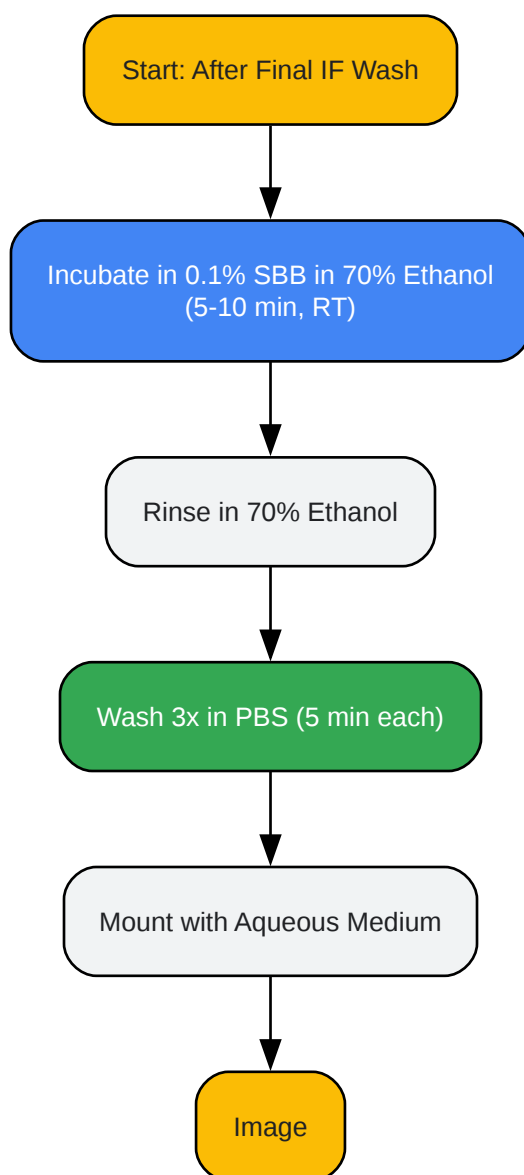 Start: After Final IF Wash
Incubate in 0.1% SBB in 70% Ethanol
(5-10 min, RT)
Rinse in 70% Ethanol
Wash 3x in PBS (5 min each)
Mount with Aqueous Medium
Image